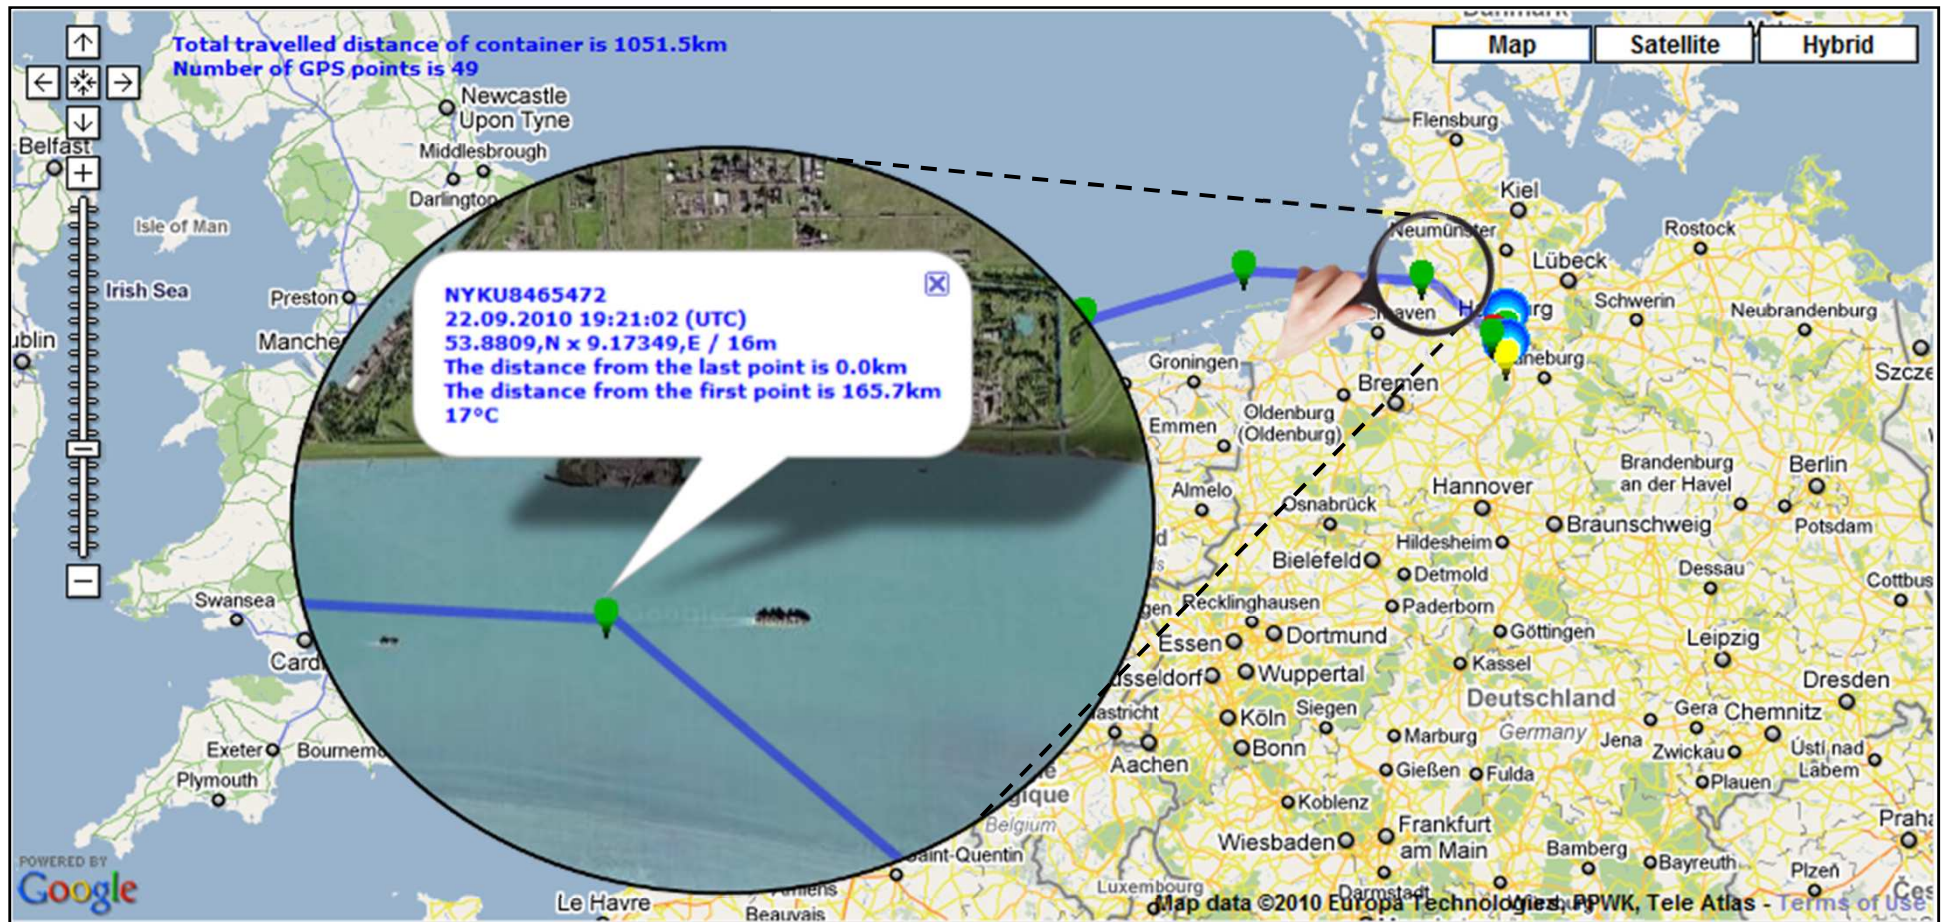 Total travelled distance of container is 1051.5km
Number of GPS points is 49
Map
Satellite
Hybrid
Newcastle
Upon Tyne
Flensburg
Belfast
Middlesbrough
Darlington
Kiel
Isle of Man
Neumünster
Rostock
Lübeck
Irish Sea
Preston
Schwerin
Neubrandenburg
NYKU8465472
22.09.2010 19:21:02 (UTC)
53.8809,N x 9.17349,E / 16m
The distance from the last point is 0.0km
The distance from the first point is 165.7km
17°C
Groningen
Bremen
Oldenburg
(Oldenburg)
Emmen
Almelo
Osnabrück
Hannover
Brandenburg
an der Havel
Berlin
Braunschweig
Potsdam
Hildesheim
Bielefeld
Detmold
Dessau
Cottbus
Swansea
Recklinghausen
Paderborn
Göttingen
Essen
Dortmund
Leipzig
Kassel
Wuppertal
Deutschland
Germany
Dresden
Siegen
Köln
Gera
Chemnitz
Exeter
Marburg
Jena
Zwickau
Ústí nad
Labem
Bonn
Aachen
Plymouth
Gießen
Fulda
Plauen
Koblenz
Belgium
Wiesbaden
Frankfurt
am Main
Bamberg
Bayreuth
Plzeň
POWERED BY
Google
Luxembourg
Darmstadt
Le Havre
Beauvais
Map data ©2010 Europa Technologies, PPWK, Tele Atlas - Terms of Use